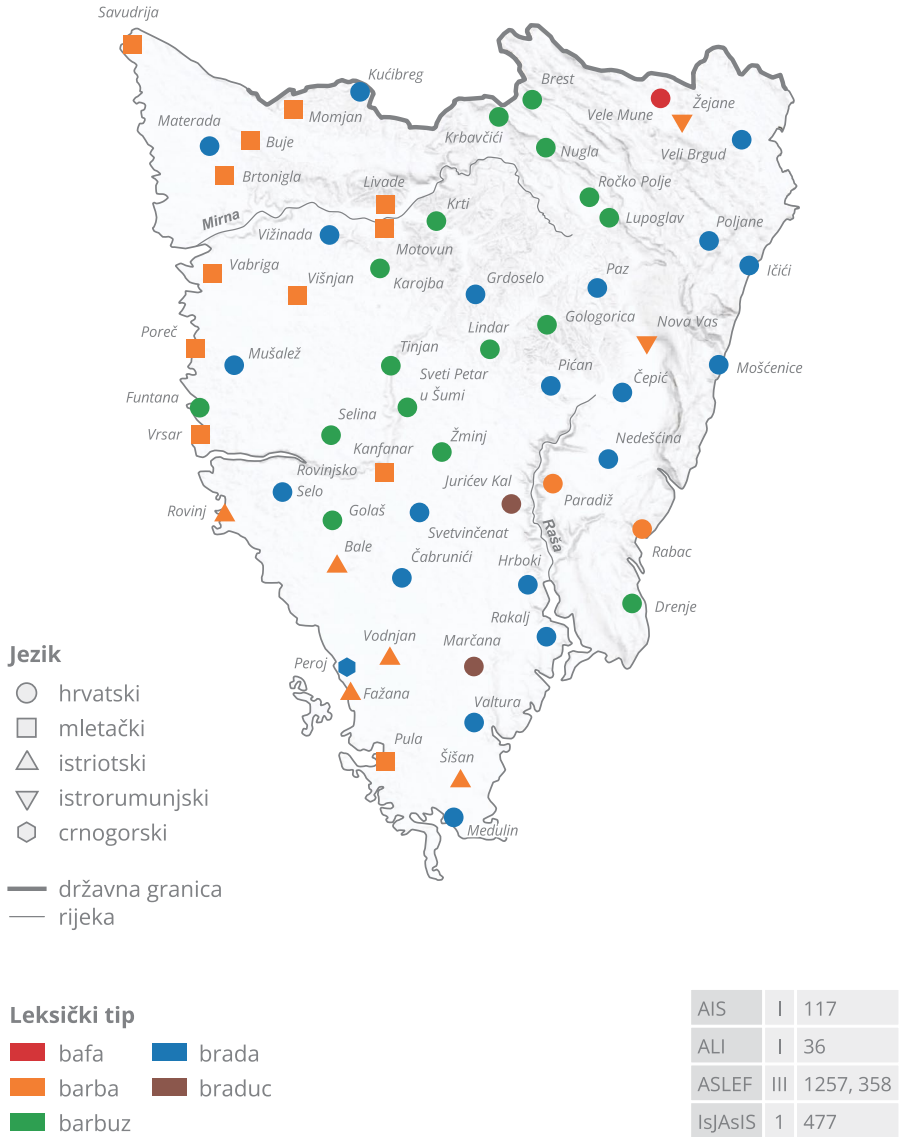 Savudrija
Kućibreg
Brest
Momjan
Vele Mune
Žejane
Materada
Buje
Krbavčići
Nugla
Veli Brgud
Brtonigla
Livade
Ročko Polje
Mirna
Krti
Lupoglav
Poljane
Vižinada
Motovun
Vabriga
Višnjan
Karojba
Grdoselo
Paz
Ičići
Poreč
Lindar
Gologorica
Nova Vas
Mušalež
Tinjan
Pićan
Čepić
Mošćenice
Sveti Petar
u Šumi
Funtana
Selina
Vrsar
Kanfanar
Žminj
Nedešćina
Rovinjsko
Selo
Jurićev Kal
Paradiž
Rovinj
Golaš
Svetvinčenat
Raša
Rabac
Bale
Čabrunići
Hrboki
Drenje
Rakalj
Vodnjan
Marčana
Peroj
Fažana
Valtura
Pula
Šišan
Medulin
Jezik
hrvatski
mletački
istriotski
istrorumunjski
crnogorski
državna granica
rijeka
Leksički tip
bafa
barba
barbuz
brada
braduc
AIS I 117
ALI I 36
ASLEF III 1257, 358
IsJAsIS 1 477